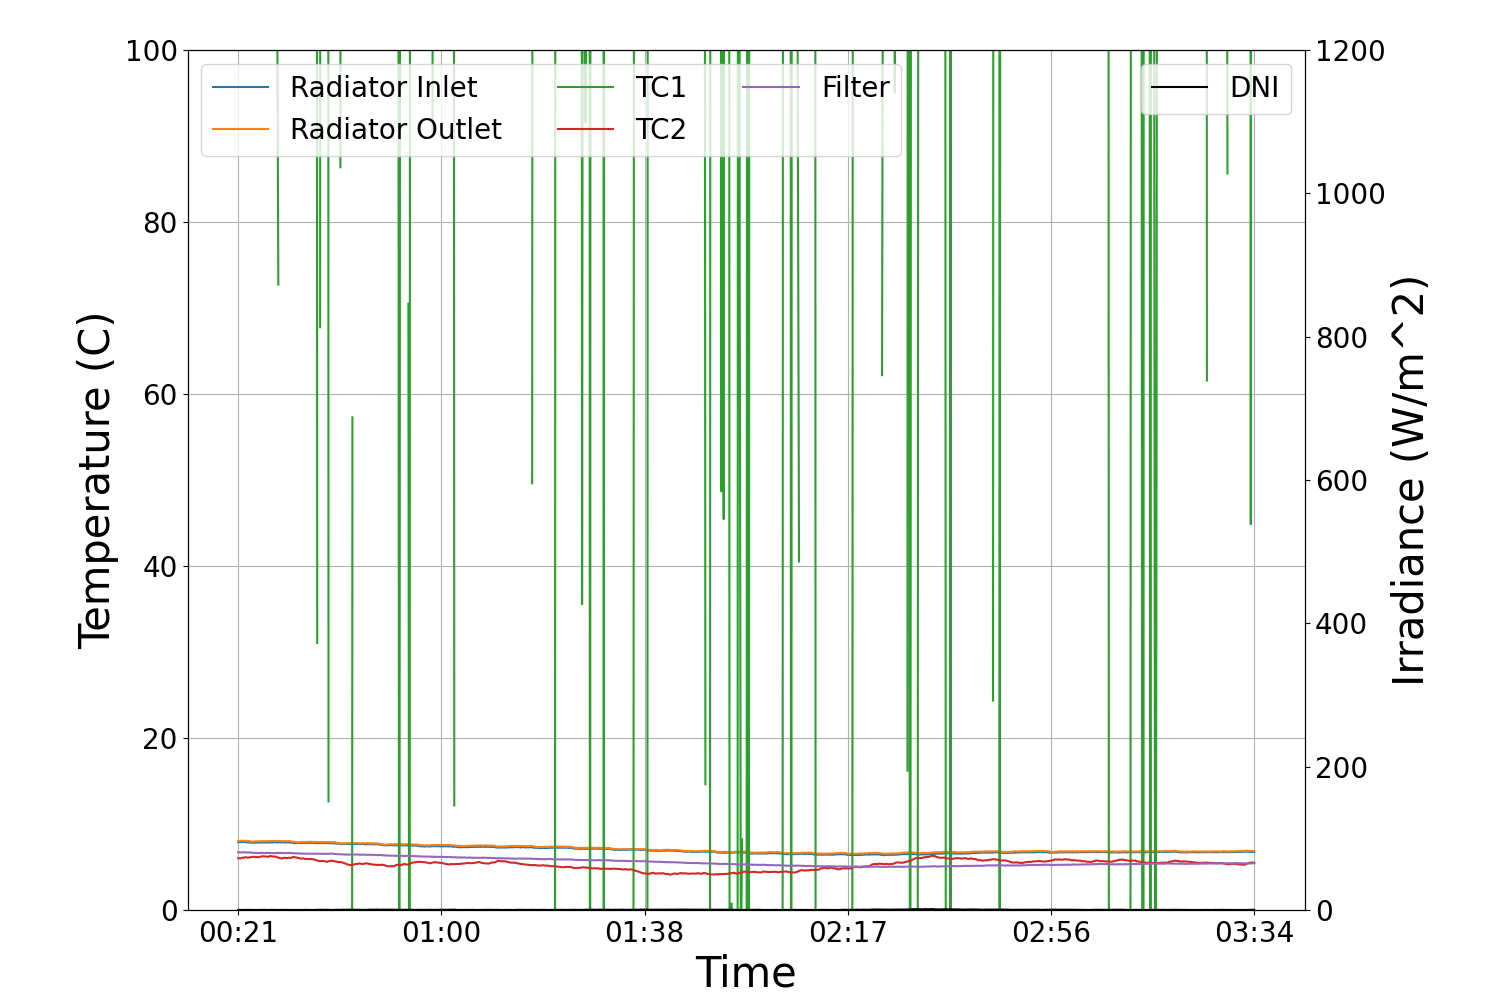 Radiator Inlet
Radiator Outlet
TC1
TC2
Filter
DNI
100
80
60
40
20
0
1200
1000
800
600
400
200
0
Temperature (C)
Irradiance (W/m^2)
00:21
01:00
01:38
02:17
02:56
03:34
Time